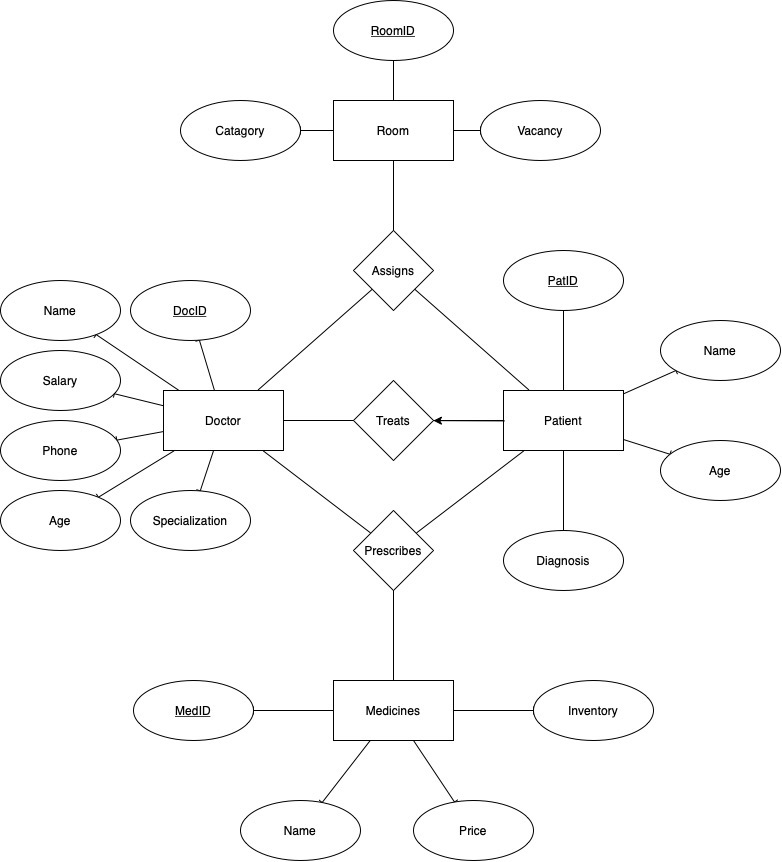 RoomID
Catagory
Room
Vacancy
Assigns
PatID
Name
DocID
Name
Salary
Doctor
Treats
Patient
Phone
Age
Age
Specialization
Prescribes
Diagnosis
MedID
Medicines
Inventory
Name
Price